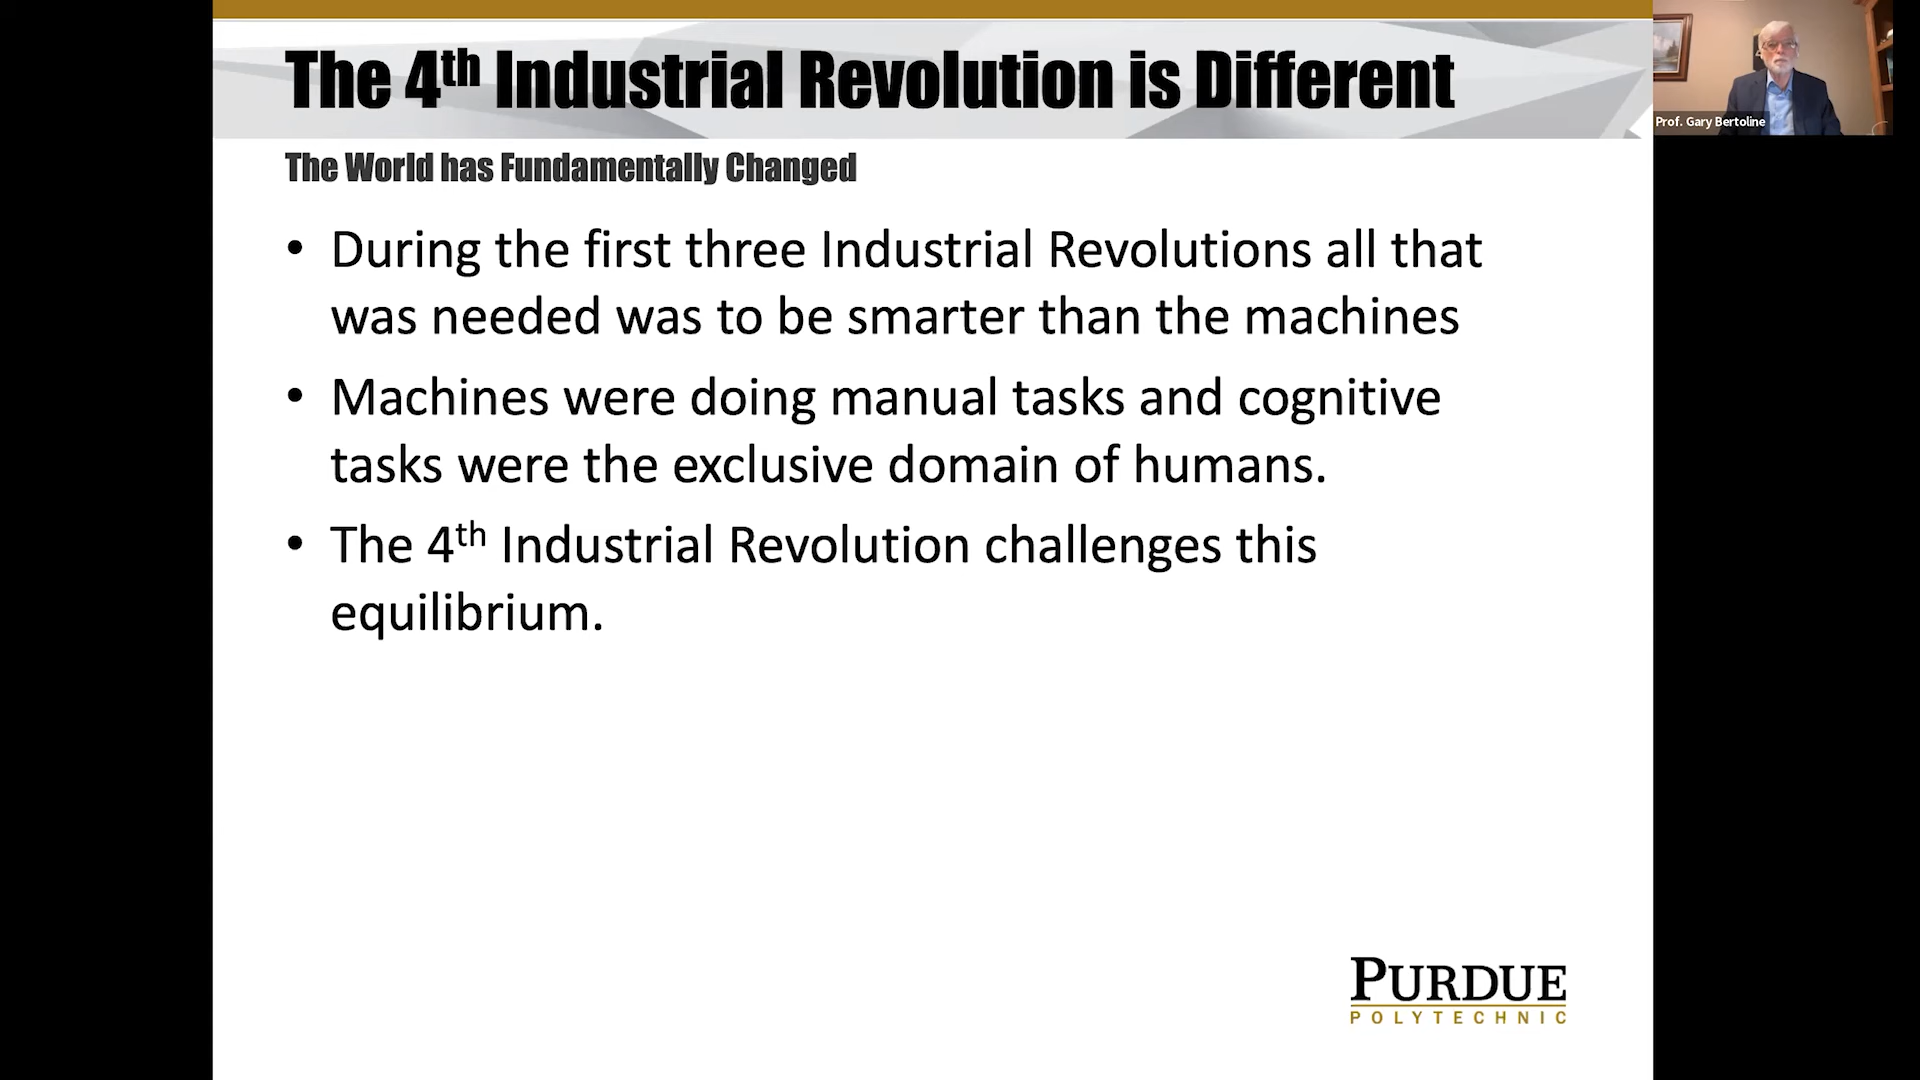 The 4th Industrial Revolution is Different
Prof. Gary Bertoline
The World has Fundamentally Changed
• During the first three Industrial Revolutions all that
was needed was to be smarter than the machines
• Machines were doing manual tasks and cognitive
tasks were the exclusive domain of humans.
• The 4th Industrial Revolution challenges this
equilibrium.
PURDUE
POLYTECHNIC